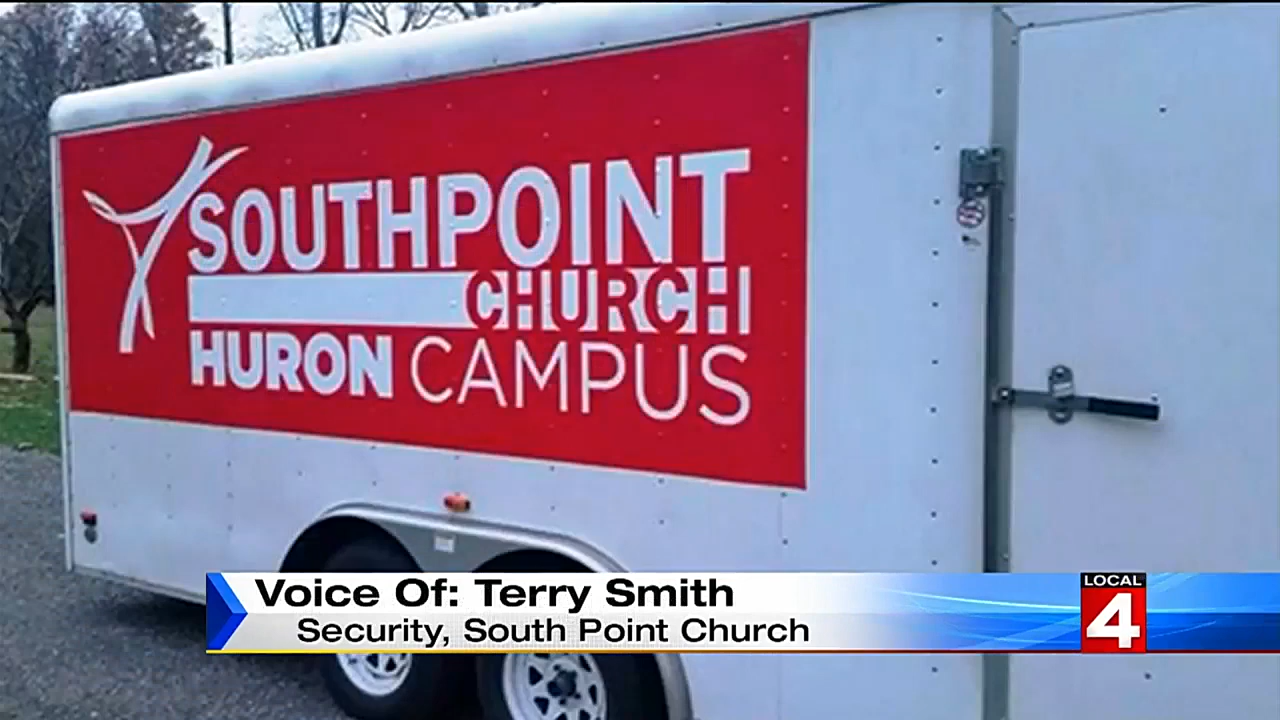 SOUTHPOINT
CHURCH
HURON CAMPUS
Voice Of: Terry Smith
Security, South Point Church
LOCAL
4